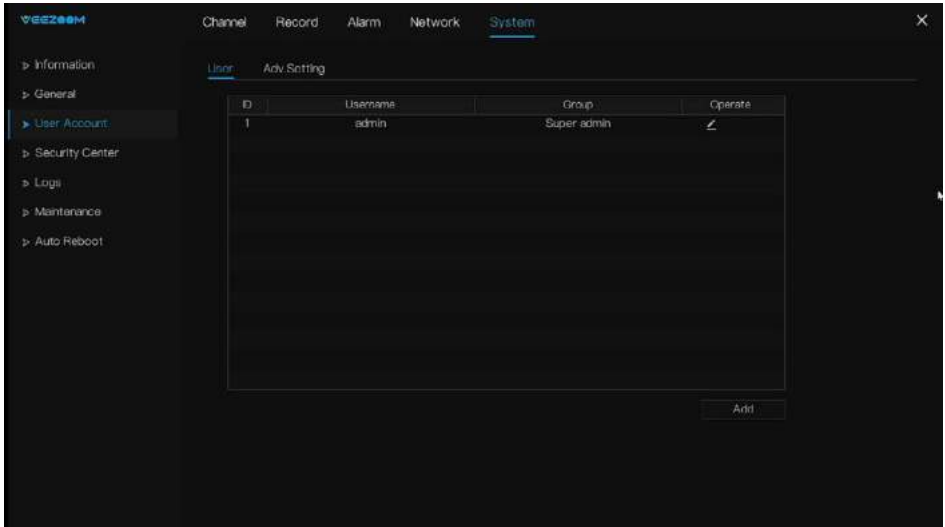 VEEZOOM
Channel Record Alarm Network System
Information
General
User Account
Security Center
Logs
Maintenance
Auto Reboot
User Adv.Setting
ID Username Group Operate
1 admin Super admin
Add